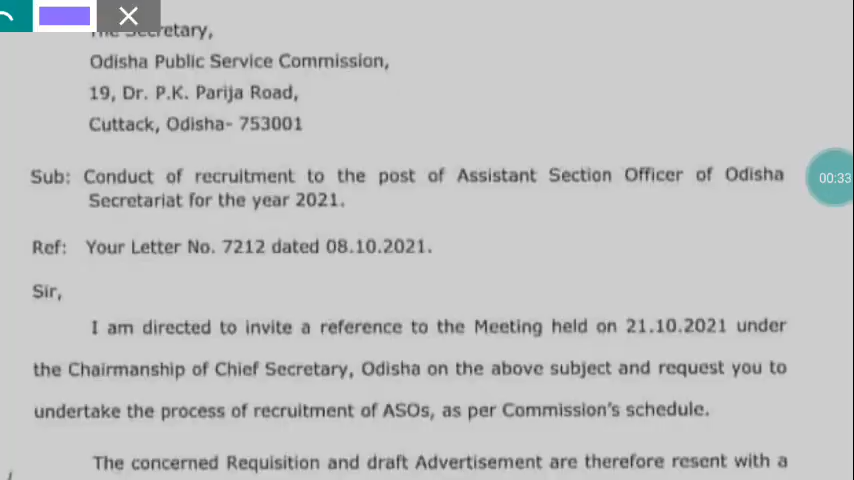 The Secretary,
Odisha Public Service Commission,
19, Dr. P.K. Parija Road,
Cuttack, Odisha- 753001
Sub: Conduct of recruitment to the post of Assistant Section Officer of Odisha
Secretariat for the year 2021.
Ref: Your Letter No. 7212 dated 08.10.2021.
00:33
Sir,
I am directed to invite a reference to the Meeting held on 21.10.2021 under
the Chairmanship of Chief Secretary, Odisha on the above subject and request you to
undertake the process of recruitment of ASOs, as per Commission's schedule.
The concerned Requisition and draft Advertisement are therefore resent with a